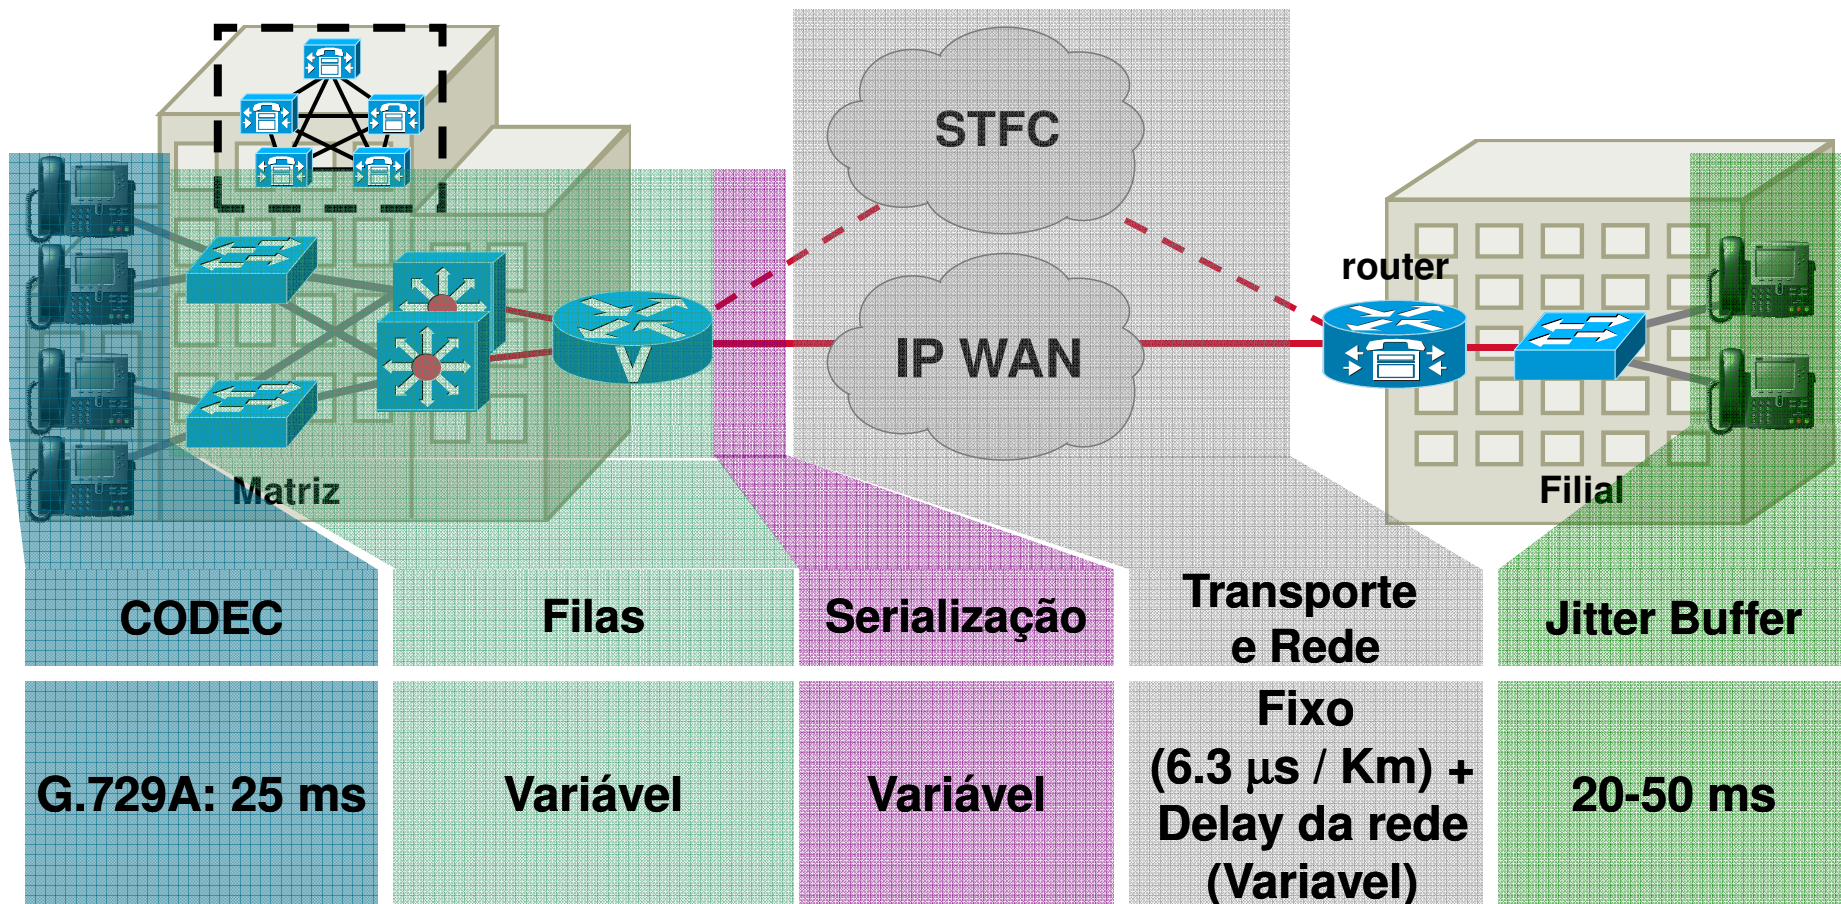 STFC
IP WAN
router
V
Matriz
Filial
CODEC
Filas
Serialização
Transporte
e Rede
Jitter Buffer
G.729A: 25 ms
Variável
Variável
Fixo
(6.3 μs / Km) +
Delay da rede
(Variavel)
20-50 ms